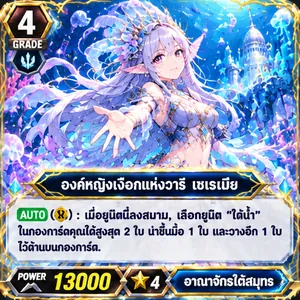 4
GRADE
องค์หญิงเงือกแห่งวารี เซเรเมีย
AUTO : เมื่อยูนิตนี้ลงสนาม, เลือกยูนิต “ใต้น้ำ”
ในกองการ์ดคุณได้สูงสุด 2 ใบ นำขึ้นมือ 1 ใบ และวางอีก 1 ใบ
ไว้ด้านบนกองการ์ด.
POWER 13000 4 อาณาจักรใต้สมุทร